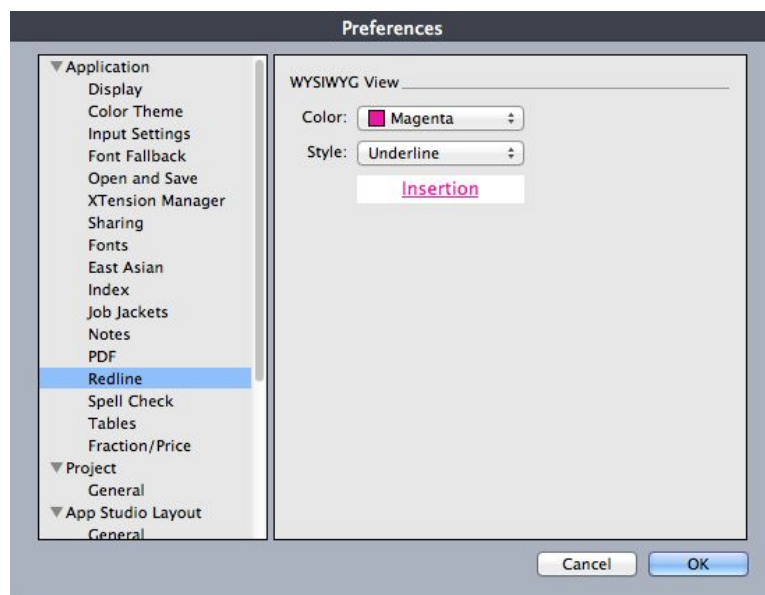 Preferences
Application
Display
Color Theme
Input Settings
Font Fallback
Open and Save
XTension Manager
Sharing
Fonts
East Asian
Index
Job Jackets
Notes
PDF
Redline
Spell Check
Tables
Fraction/Price
Project
General
App Studio Layout
General
WYSIWYG View
Color: Magenta
Style: Underline
Insertion
Cancel OK